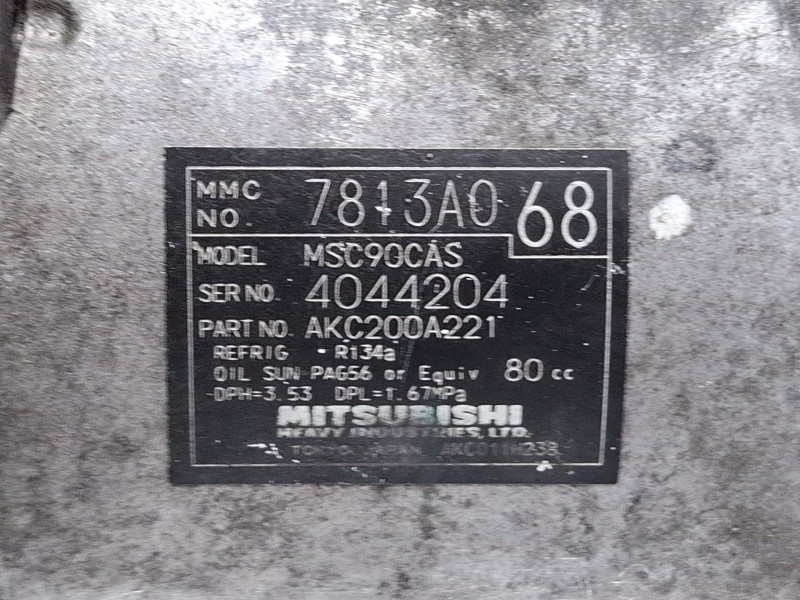 MMC NO. 7813A068
MODEL MSC90CAS
SER NO. 4044204
PART NO. AKC200A221
REFRIG R134a
OIL SUN-PAG56 or Equiv 80 cc
DPH=3.53 DPL=1.67MPa
MITSUBISHI
HEAVY INDUSTRIES, LTD.
TOKYO JAPAN